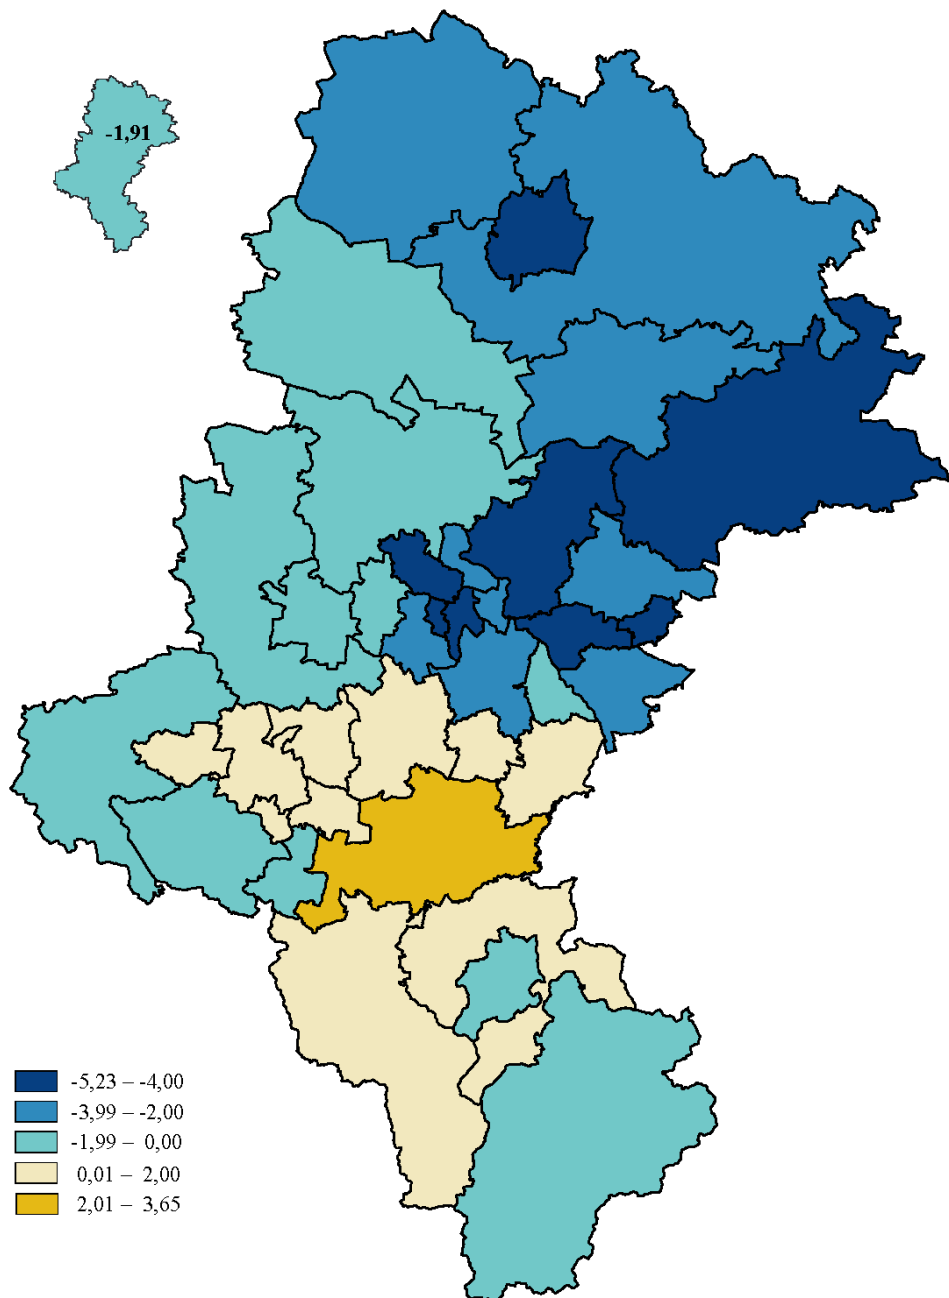 -1,91
-5,23 – -4,00
-3,99 – -2,00
-1,99 – 0,00
0,01 – 2,00
2,01 – 3,65